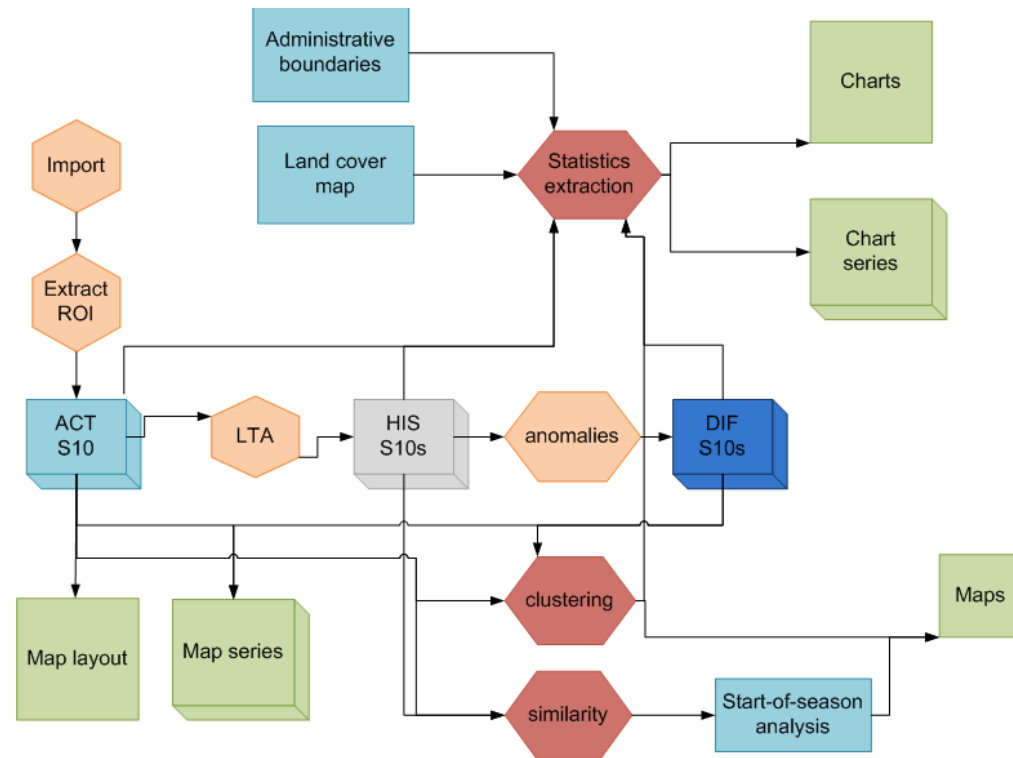 Administrative
boundaries
Charts
Import
Land cover
map
Statistics
extraction
Chart
series
Extract
ROI
ACT
S10
LTA
HIS
S10s
anomalies
DIF
S10s
clustering
Maps
Map layout
Map series
similarity
Start-of-season
analysis